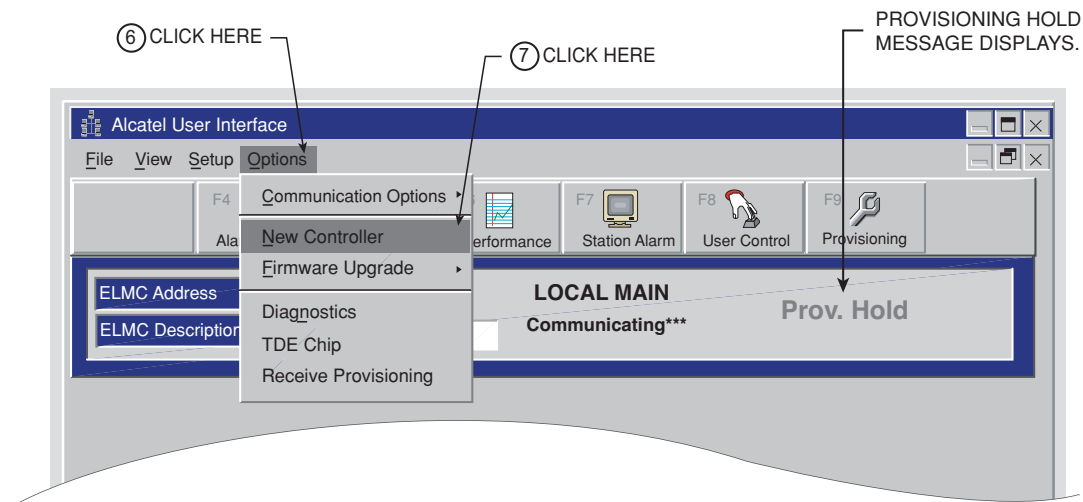 PROVISIONING HOLD
MESSAGE DISPLAYS.
6 CLICK HERE
7 CLICK HERE
Alcatel User Interface
File View Setup Options
Communication Options
New Controller
Firmware Upgrade
Diagnostics
TDE Chip
Receive Provisioning
F4
Ala
erformance
F7
Station Alarm
F8
User Control
F9
Provisioning
ELMC Address
ELMC Description
LOCAL MAIN
Communicating***
Prov. Hold